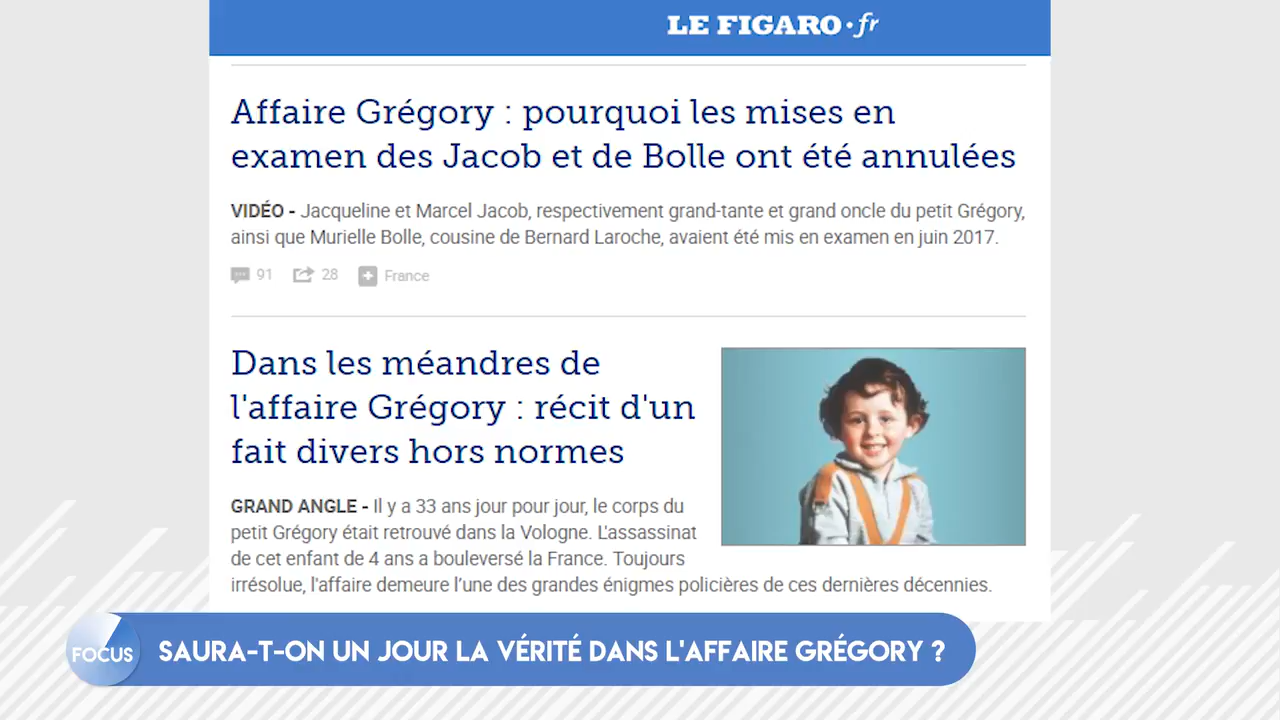 LE FIGARO·fr
Affaire Grégory : pourquoi les mises en
examen des Jacob et de Bolle ont été annulées
VIDÉO - Jacqueline et Marcel Jacob, respectivement grand-tante et grand oncle du petit Grégory,
ainsi que Murielle Bolle, cousine de Bernard Laroche, avaient été mis en examen en juin 2017.
91 28 France
Dans les méandres de
l'affaire Grégory : récit d'un
fait divers hors normes
GRAND ANGLE - Il y a 33 ans jour pour jour, le corps du
petit Grégory était retrouvé dans la Vologne. L'assassinat
de cet enfant de 4 ans a bouleversé la France. Toujours
irrésolue, l'affaire demeure l’une des grandes énigmes policières de ces dernières décennies.
FOCUS SAURA-T-ON UN JOUR LA VÉRITÉ DANS L'AFFAIRE GRÉGORY ?